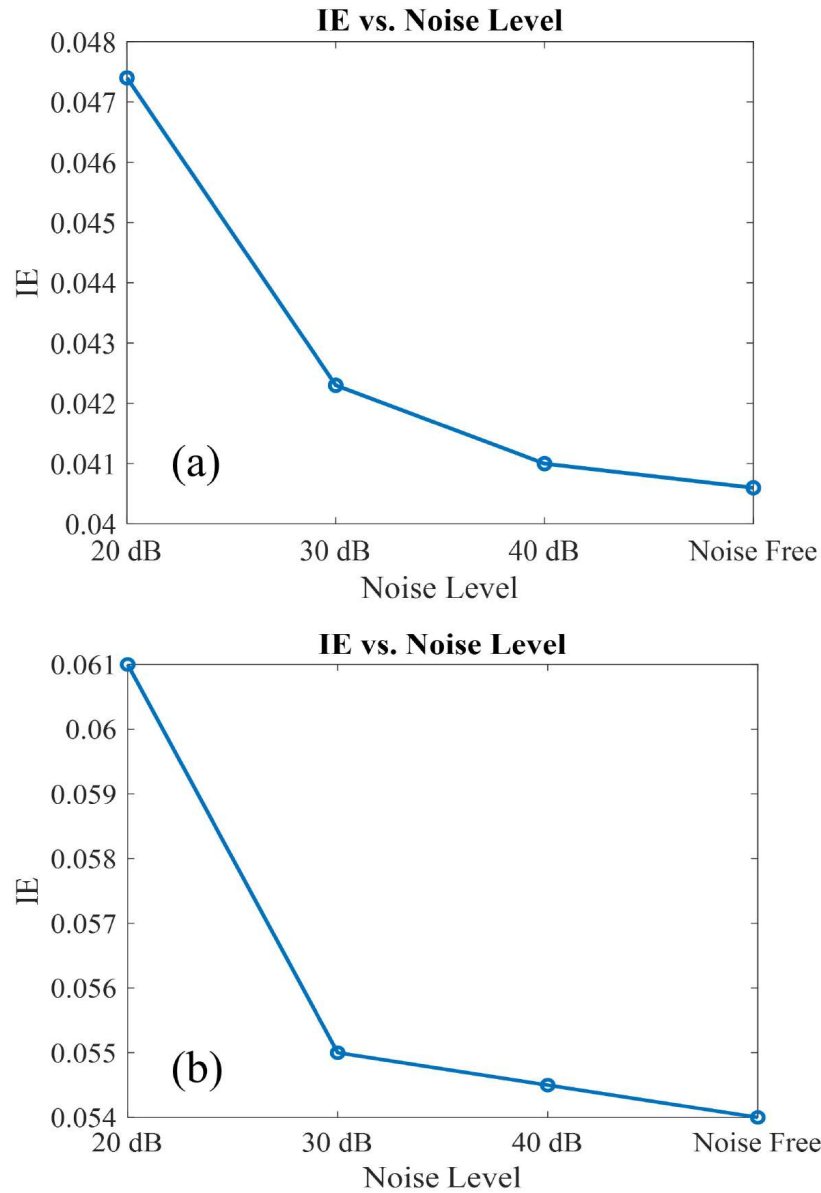 IE vs. Noise Level
0.048
0.047
0.046
0.045
0.044
0.043
0.042
0.041
0.04
IE
(a)
20 dB 30 dB 40 dB Noise Free
Noise Level
IE vs. Noise Level
0.061
0.06
0.059
0.058
0.057
0.056
0.055
0.054
IE
(b)
20 dB 30 dB 40 dB Noise Free
Noise Level